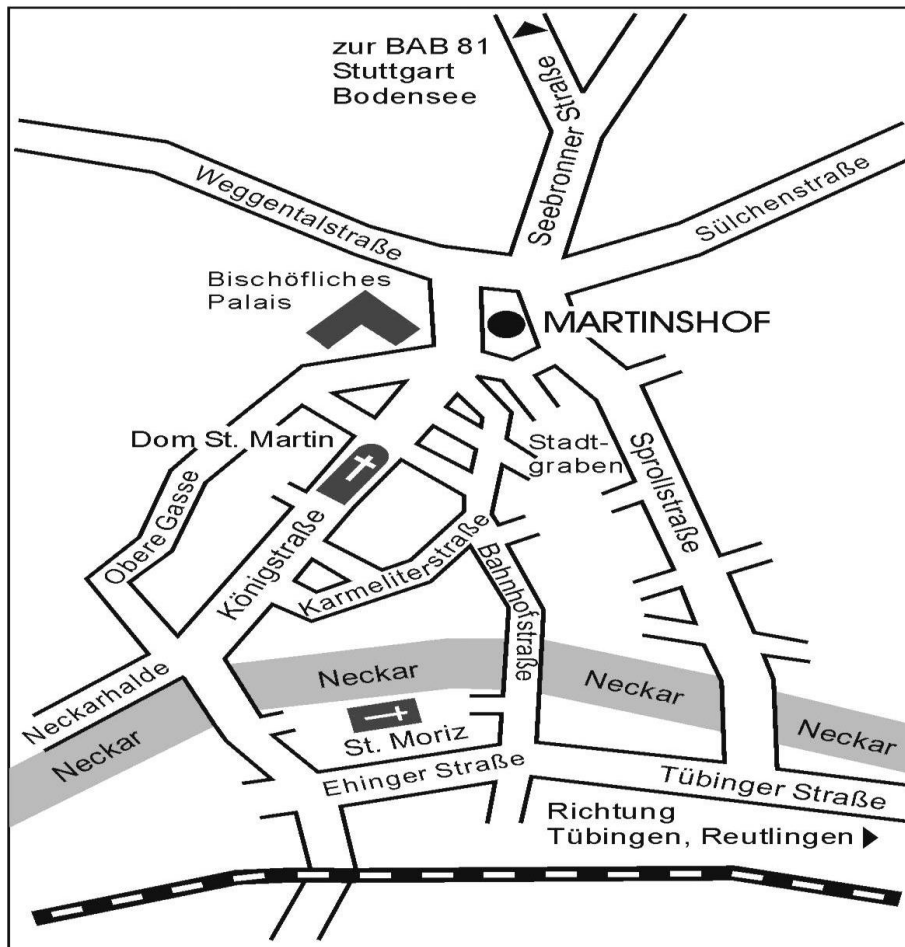 zur BAB 81
Stuttgart
Bodensee
Seebronner Straße
Weggentalstraße
Sülchenstraße
Bischöfliches
Palais
MARTINSHOF
Dom St. Martin
Stadt-
graben
Sprollstraße
Obere Gasse
Königstraße
Karmeliterstraße
Bahnhofstraße
Neckarhalde
Neckar
Neckar
Neckar
Neckar
St. Moriz
Ehinger Straße
Tübinger Straße
Richtung
Tübingen, Reutlingen